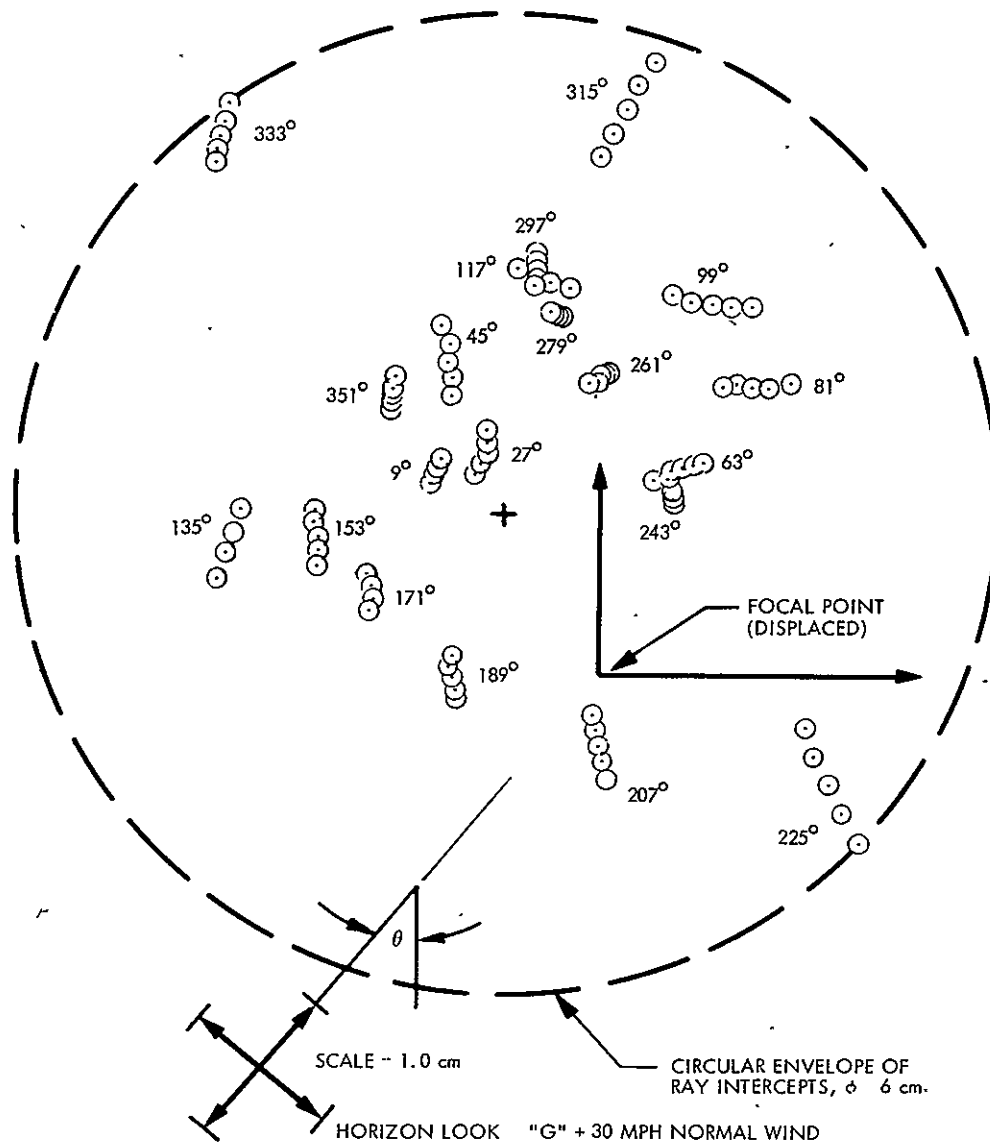 315°
333°
297°
117°
99°
45°
279°
261°
351°
81°
27°
9°
63°
135°
153°
243°
171°
FOCAL POINT
(DISPLACED)
189°
207°
225°
θ
SCALE - 1.0 cm
CIRCULAR ENVELOPE OF
RAY INTERCEPTS, ϕ 6 cm.
HORIZON LOOK "G" + 30 MPH NORMAL WIND